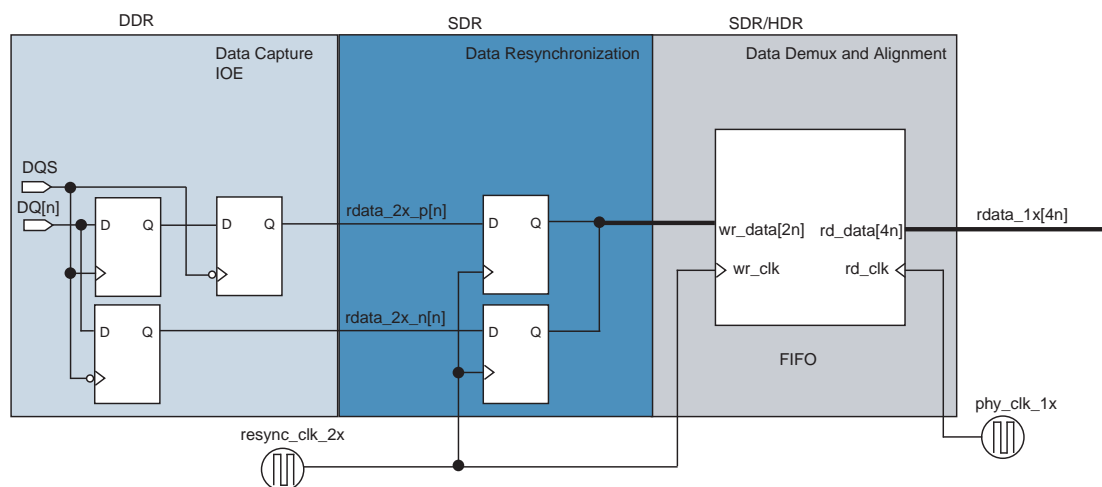 DDR
SDR
SDR/HDR
Data Capture
IOE
Data Resynchronization
Data Demux and Alignment
DQS
DQ[n]
D Q
D Q
rdata_2x_p[n]
D Q
wr_data[2n] rd_data[4n]
rdata_1x[4n]
wr_clk rd_clk
D Q
rdata_2x_n[n]
D Q
FIFO
phy_clk_1x
resync_clk_2x